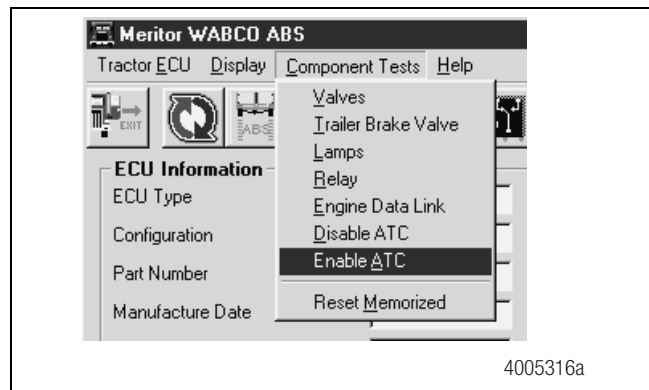 Meritor WABCO ABS
Tractor ECU Display Component Tests Help
EXIT
ABS
Valves
Trailer Brake Valve
Lamps
Relay
Engine Data Link
Disable ATC
Enable ATC
Reset Memorized
ECU Information
ECU Type
Configuration
Part Number
Manufacture Date
4005316a